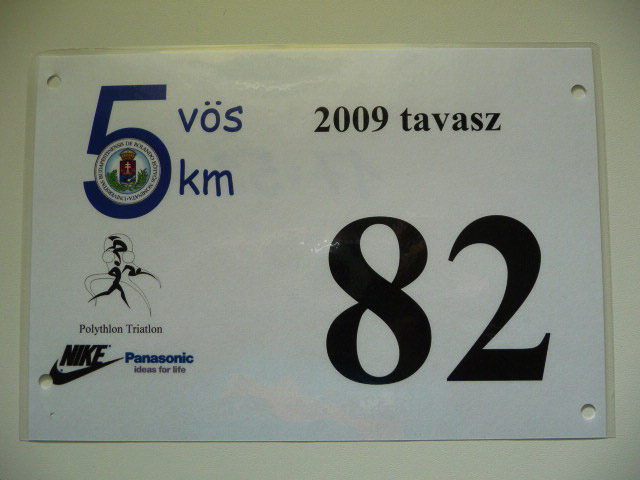 5 vös
km
2009 tavasz
82
Polythlon Triatlon
NIKE
Panasonic
ideas for life